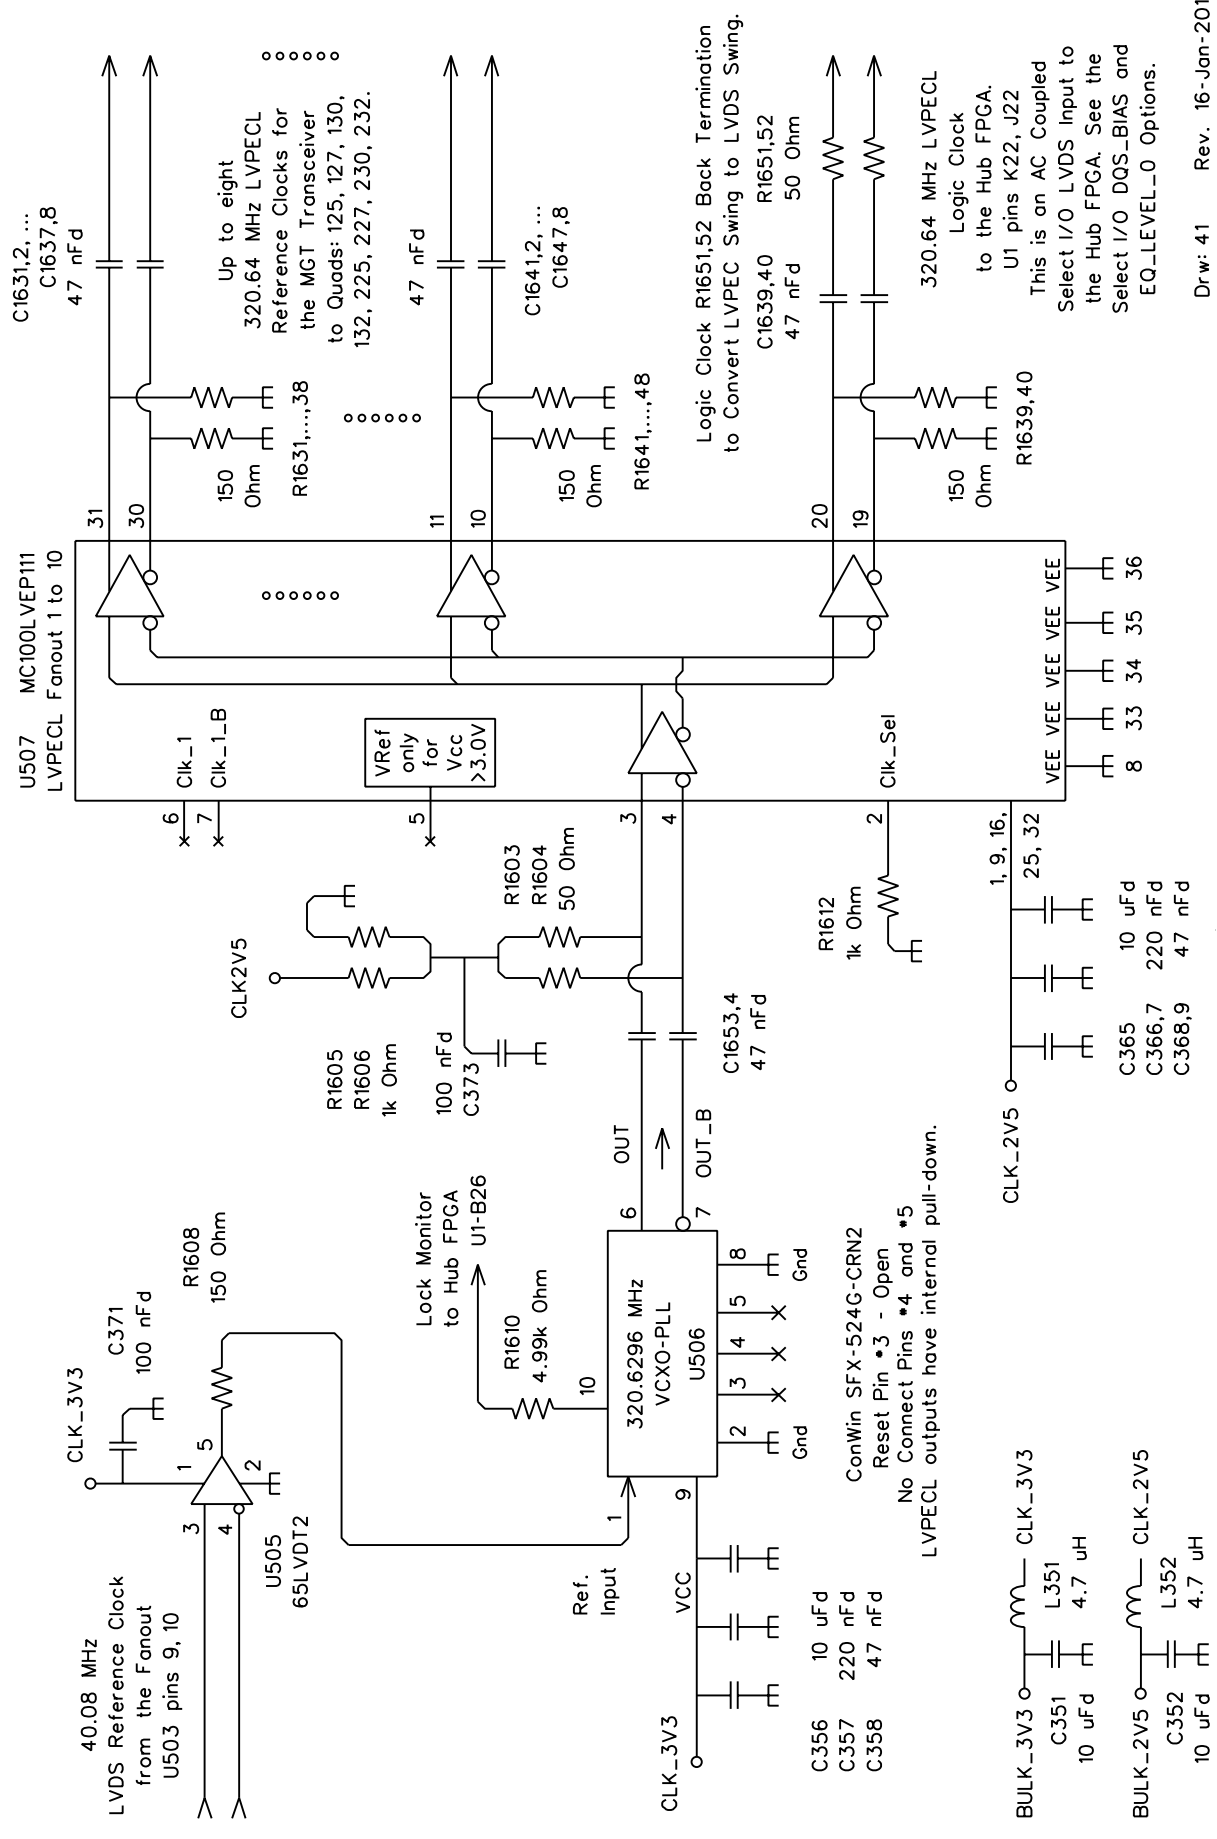 40.08 MHz
LVDS Reference Clock
from the Fanout
U503 pins 9, 10
CLK_3V3
C371
100 nFd
1
5
3
4
2
U505
65LVDT2
R1608
150 Ohm
Lock Monitor
to Hub FPGA
U1-B26
R1610
4.99k Ohm
10
Ref.
Input
1
320.6296 MHz
VCXO-PLL
U506
6
7
OUT
OUT_B
9
VCC
2
3
4
5
8
Gnd
Gnd
CLK_3V3
C356 10 uFd
C357 220 nFd
C358 47 nFd
ConWin SFX-524G-CRN2
Reset Pin #3 - Open
No Connect Pins #4 and #5
LVPECL outputs have internal pull-down.
BULK_3V3
CLK_3V3
C351
10 uFd
L351
4.7 uH
BULK_2V5
CLK_2V5
C352
10 uFd
L352
4.7 uH
CLK2V5
R1605
R1606
1k Ohm
100 nFd
C373
R1603
R1604
50 Ohm
C1653,4
47 nFd
R1612
1k Ohm
CLK_2V5
1, 9, 16,
25, 32
C365 10 uFd
C366,7 220 nFd
C368,9 47 nFd
U507 MC100LVEP111
LVPECL Fanout 1 to 10
6
Clk_1
7
Clk_1_B
5
VRef
only
for
Vcc
>3.0V
3
4
2
Clk_Sel
VEE VEE VEE VEE VEE
8 33 34 35 36
31
30
11
10
20
19
150
Ohm
R1631,...,38
C1631,2, ...
C1637,8
47 nFd
Up to eight
320.64 MHz LVPECL
Reference Clocks for
the MGT Transceiver
to Quads: 125, 127, 130,
132, 225, 227, 230, 232.
150
Ohm
R1641,...,48
47 nFd
C1641,2, ...
C1647,8
Logic Clock R1651,52 Back Termination
to Convert LVPEC Swing to LVDS Swing.
C1639,40
47 nFd
R1651,52
50 Ohm
150
Ohm
R1639,40
320.64 MHz LVPECL
Logic Clock
to the Hub FPGA.
U1 pins K22, J22
This is an AC Coupled
Select I/O LVDS Input to
the Hub FPGA. See the
Select I/O DQS_BIAS and
EQ_LEVEL_0 Options.
Drw: 41 Rev. 16-Jan-201